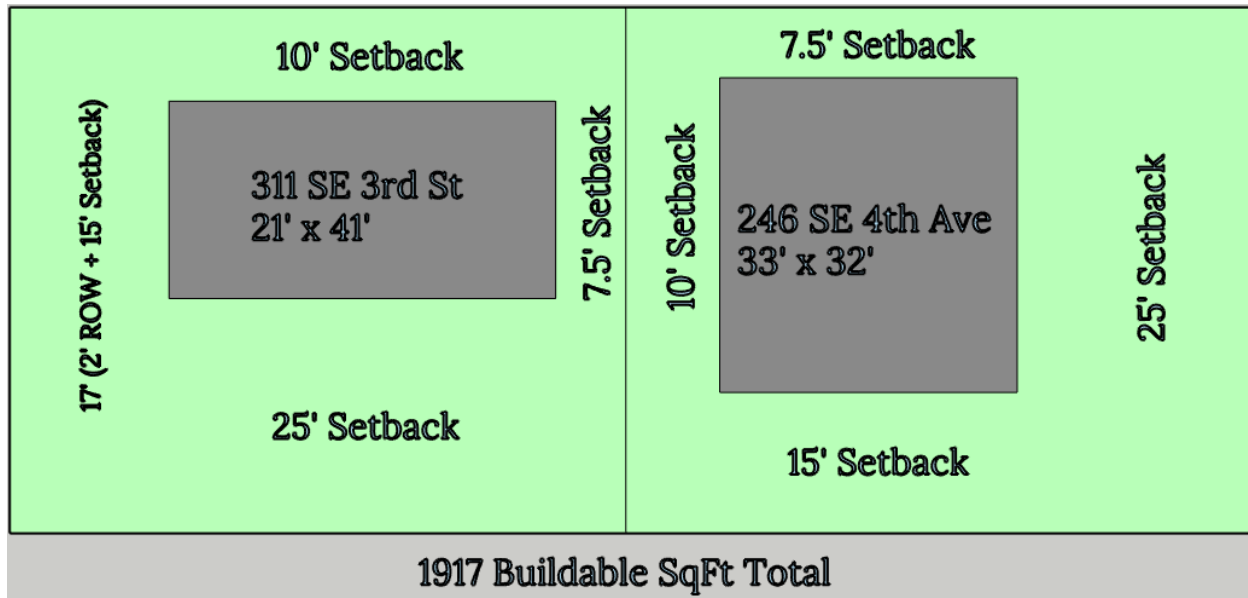 10' Setback
17' (2' ROW + 15' Setback)
311 SE 3rd St
21' x 41'
7.5' Setback
25' Setback
7.5' Setback
10' Setback
246 SE 4th Ave
33' x 32'
25' Setback
15' Setback
1917 Buildable SqFt Total